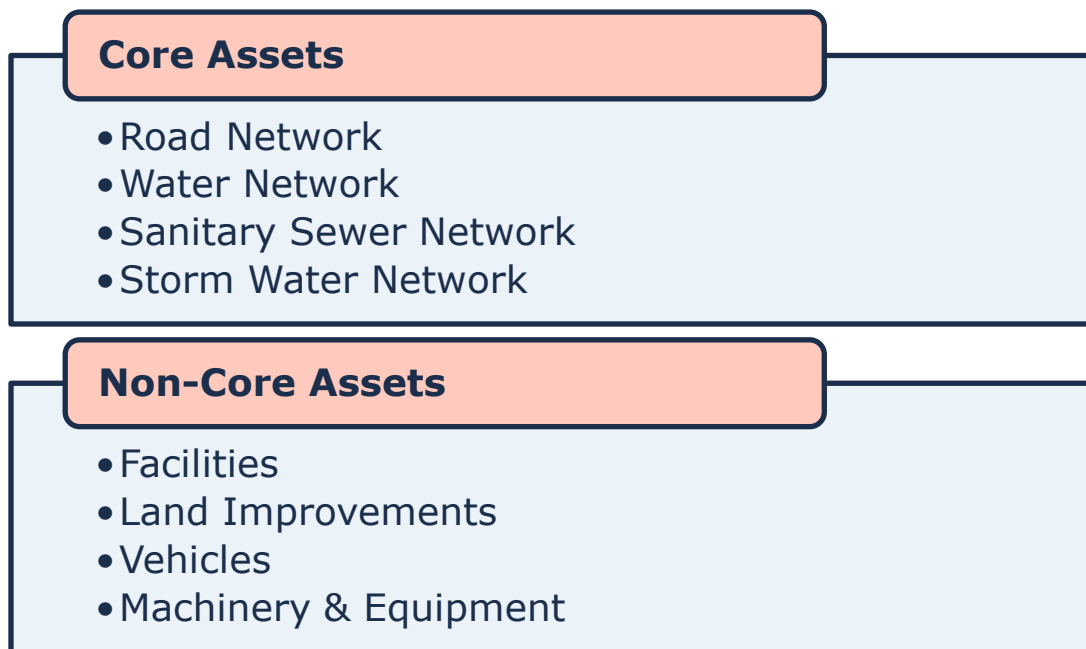 Core Assets
•Road Network
•Water Network
•Sanitary Sewer Network
•Storm Water Network
Non-Core Assets
•Facilities
•Land Improvements
•Vehicles
•Machinery & Equipment